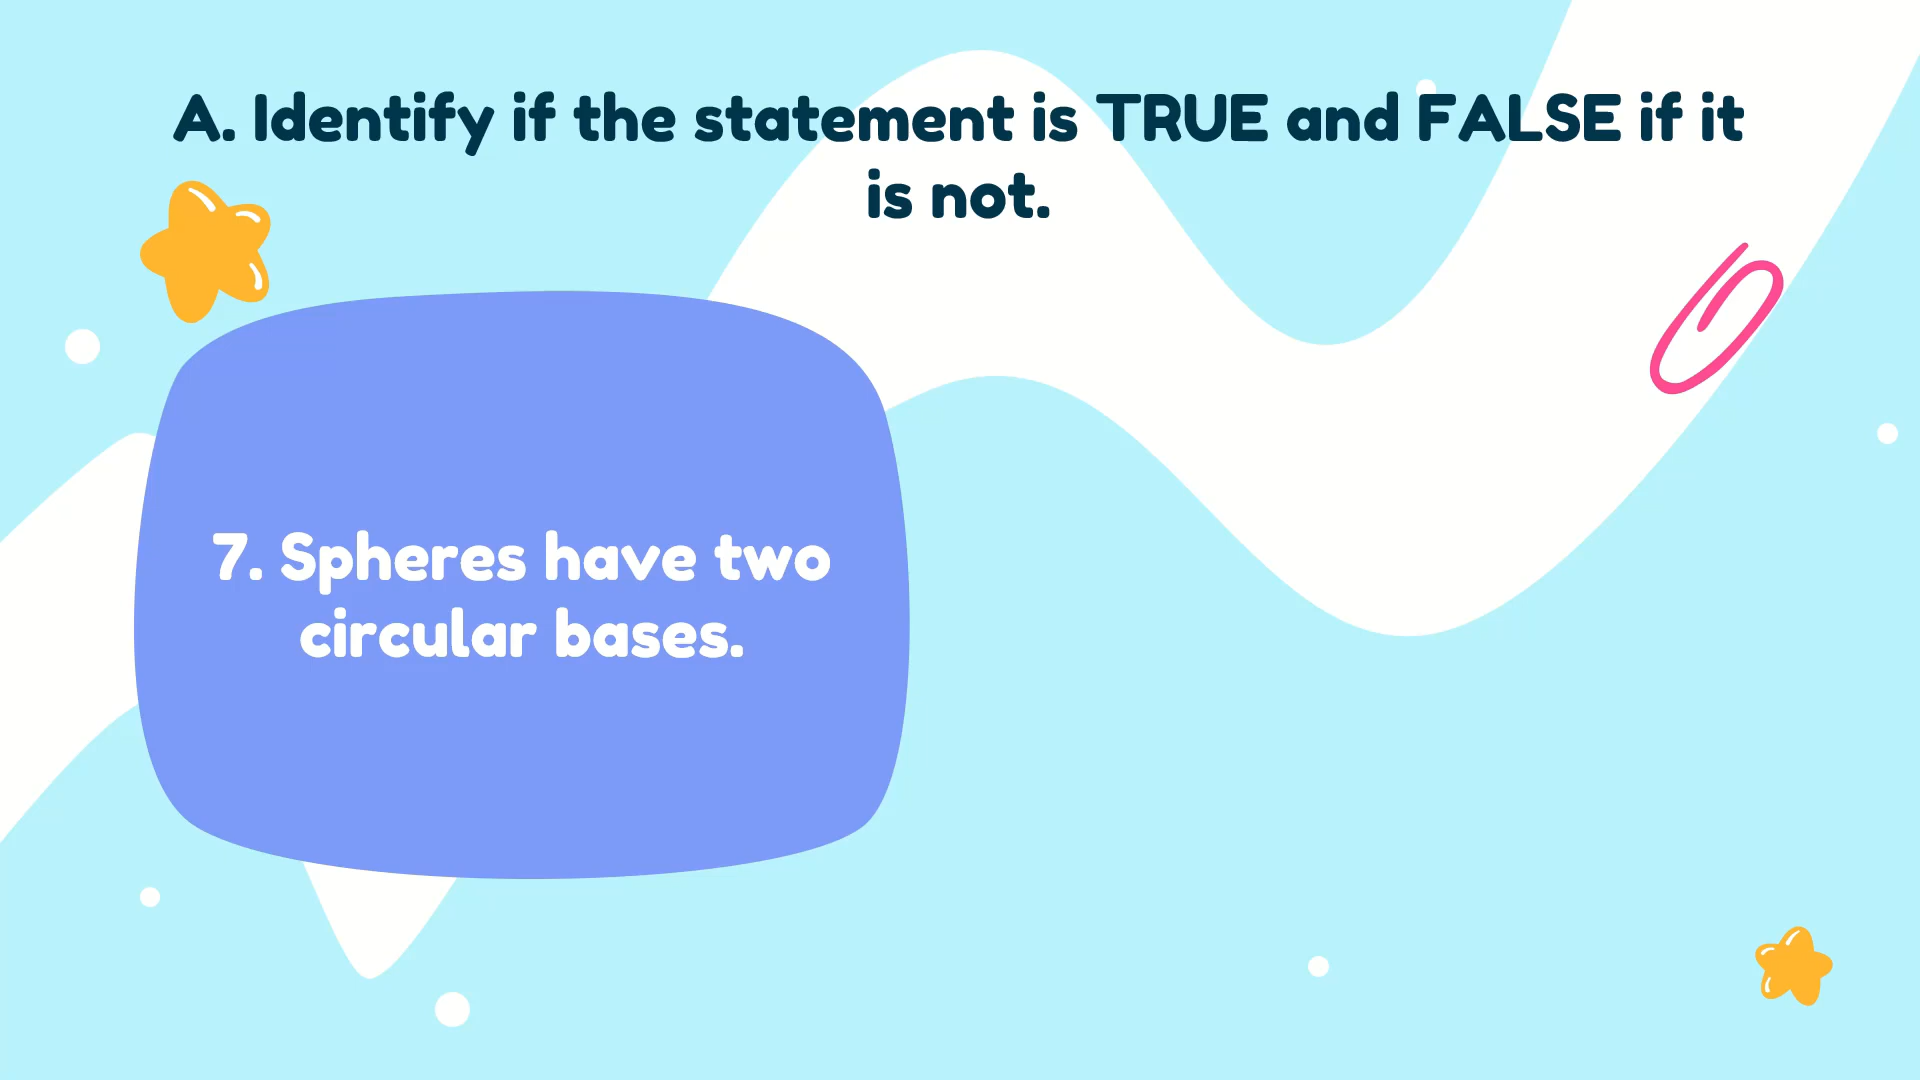 A. Identify if the statement is TRUE and FALSE if it
is not.
7. Spheres have two
circular bases.